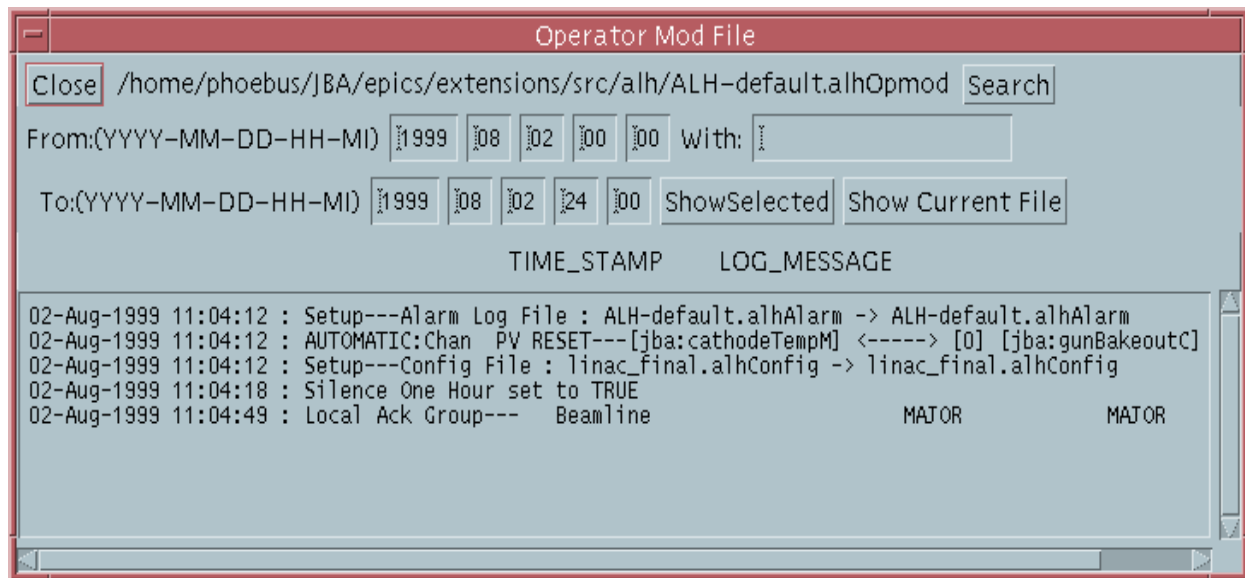 Operator Mod File
Close /home/phoebus/JBA/epics/extensions/src/alh/ALH-default.alhOpmod Search
From:(YYYY-MM-DD-HH-MI) 1999 08 02 00 00 With:
To:(YYYY-MM-DD-HH-MI) 1999 08 02 24 00 ShowSelected Show Current File
TIME_STAMP LOG_MESSAGE
02-Aug-1999 11:04:12 : Setup---Alarm Log File : ALH-default.alhAlarm -> ALH-default.alhAlarm
02-Aug-1999 11:04:12 : AUTOMATIC:Chan PV RESET---[jba:cathodeTempM] <-----> [0] [jba:gunBakeoutC]
02-Aug-1999 11:04:12 : Setup---Config File : linac_final.alhConfig -> linac_final.alhConfig
02-Aug-1999 11:04:18 : Silence One Hour set to TRUE
02-Aug-1999 11:04:49 : Local Ack Group--- Beamline MAJOR MAJOR